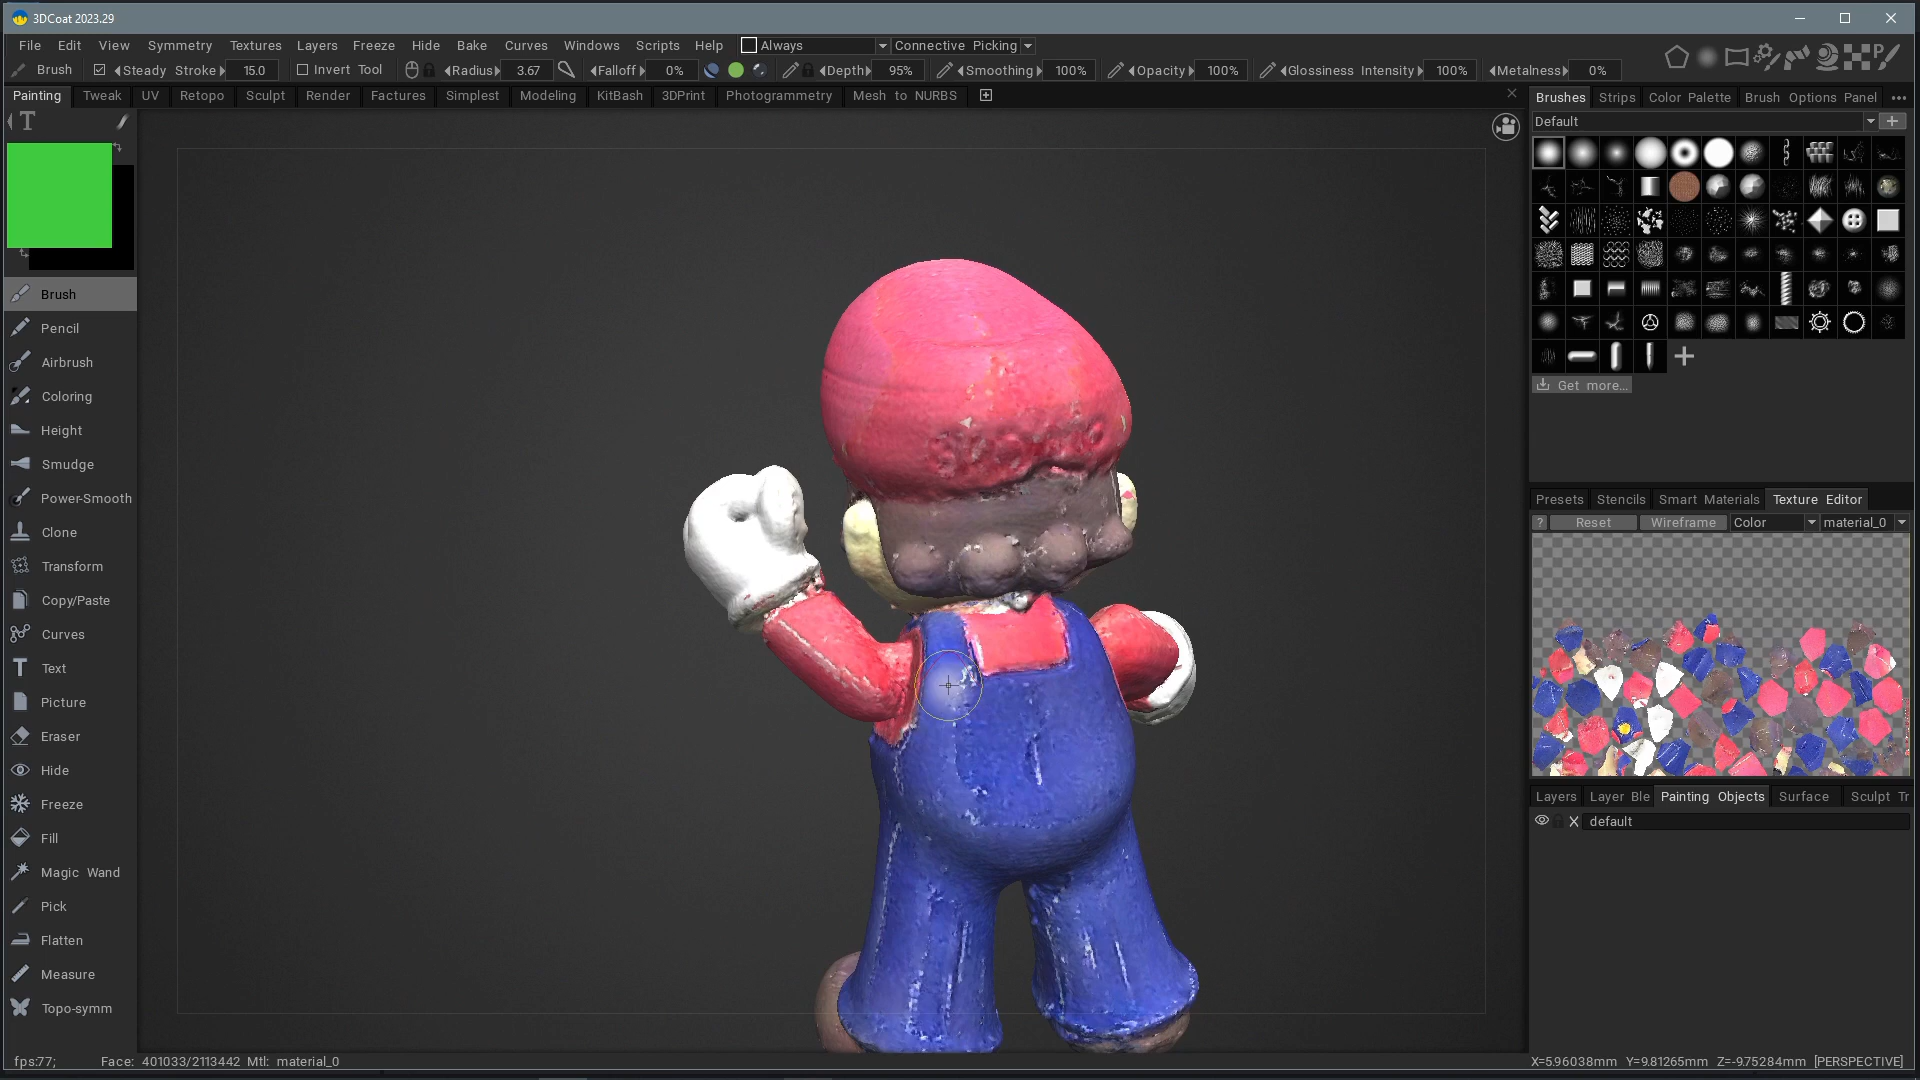 3DCoat 2023.29
File Edit View Symmetry Textures Layers Freeze Hide Bake Curves Windows Scripts Help Always Connective Picking
Brush Steady Stroke 15.0 Invert Tool Radius 3.67 Falloff 0% Depth 95% Smoothing 100% Opacity 100% Glossiness Intensity 100% Metalness 0%
Painting Tweak UV Retopo Sculpt Render Factures Simplest Modeling KitBash 3DPrint Photogrammetry Mesh to NURBS
Brushes Strips Color Palette Brush Options Panel
Default
T
Brush
Pencil
Airbrush
Coloring
Height
Smudge
Power-Smooth
Clone
Transform
Copy/Paste
Curves
Text
Picture
Eraser
Hide
Freeze
Fill
Magic Wand
Pick
Flatten
Measure
Topo-symm
Get more...
Presets Stencils Smart Materials Texture Editor
? Reset Wireframe Color material_0
Layers Layer Ble Painting Objects Surface Sculpt Tr
X default
fps:77; Face: 401033/2113442 Mtl: material_0
X=5.96038mm Y=9.81265mm Z=-9.75284mm [PERSPECTIVE]